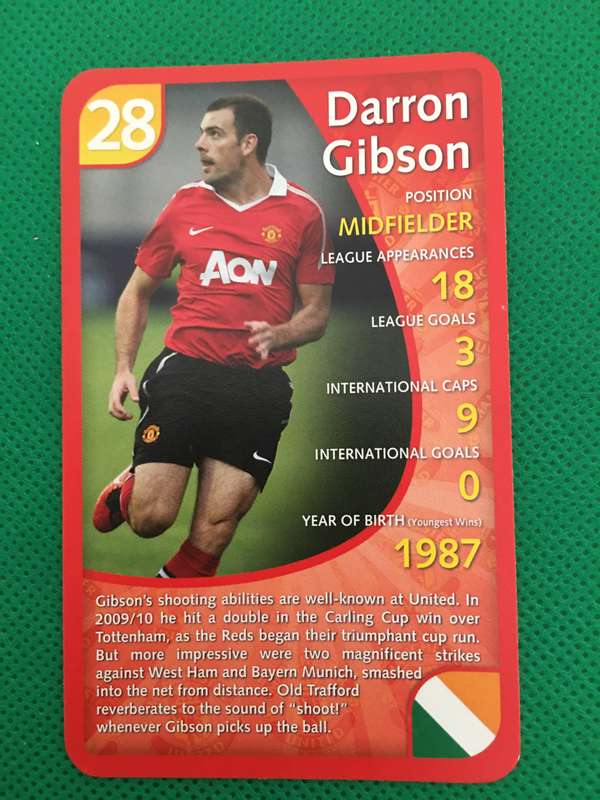 28
Darron
Gibson
POSITION
MIDFIELDER
LEAGUE APPEARANCES
18
LEAGUE GOALS
3
INTERNATIONAL CAPS
9
INTERNATIONAL GOALS
0
YEAR OF BIRTH (Youngest Wins)
1987
AON
Gibson's shooting abilities are well-known at United. In
2009/10 he hit a double in the Carling Cup win over
Tottenham, as the Reds began their triumphant cup run.
But more impressive were two magnificent strikes
against West Ham and Bayern Munich, smashed
into the net from distance. Old Trafford
reverberates to the sound of "shoot!"
whenever Gibson picks up the ball.